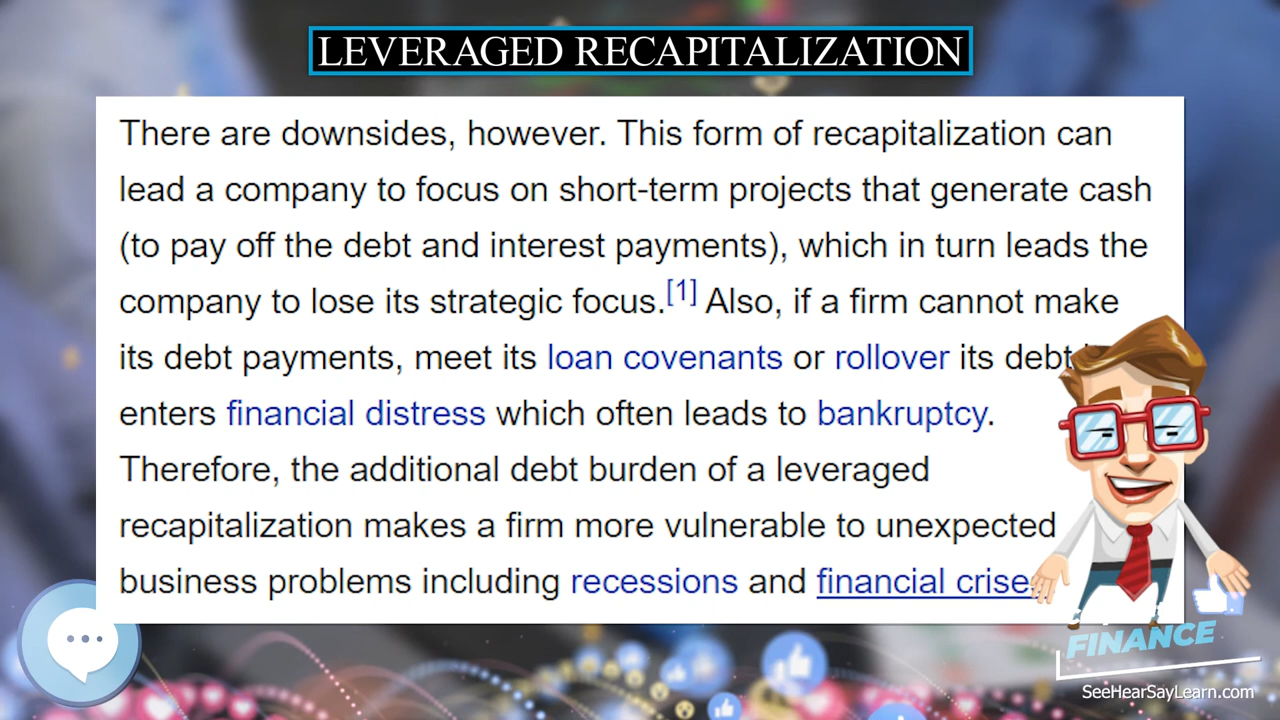 LEVERAGED RECAPITALIZATION
There are downsides, however. This form of recapitalization can
lead a company to focus on short-term projects that generate cash
(to pay off the debt and interest payments), which in turn leads the
company to lose its strategic focus.[1] Also, if a firm cannot make
its debt payments, meet its loan covenants or rollover its debt
enters financial distress which often leads to bankruptcy.
Therefore, the additional debt burden of a leveraged
recapitalization makes a firm more vulnerable to unexpected
business problems including recessions and financial crise
FINANCE
SeeHearSayLearn.com